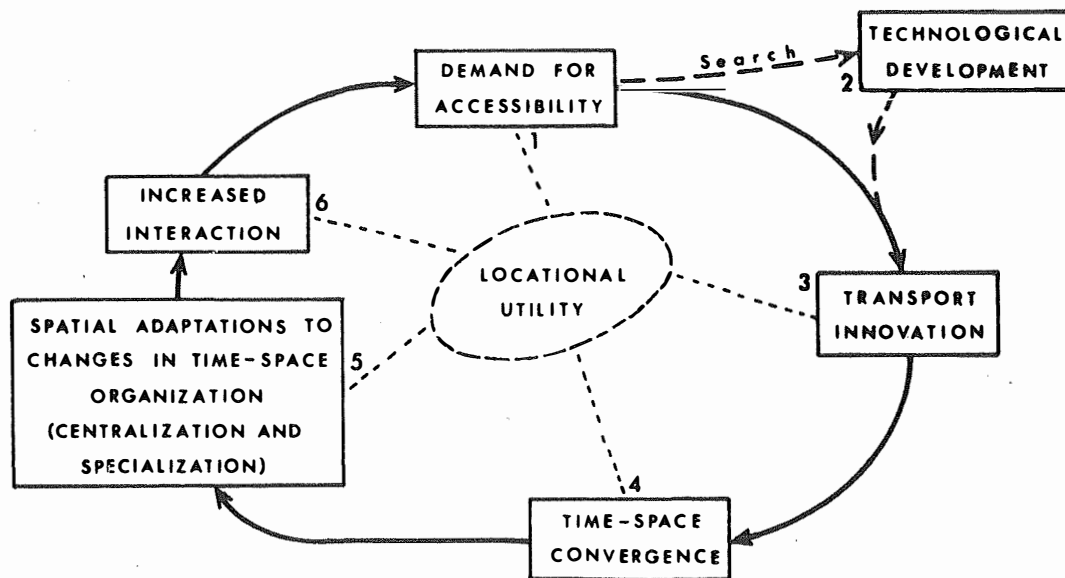 DEMAND FOR
ACCESSIBILITY
1
Search
TECHNOLOGICAL
DEVELOPMENT
2
TRANSPORT
INNOVATION
3
TIME-SPACE
CONVERGENCE
4
SPATIAL ADAPTATIONS TO
CHANGES IN TIME-SPACE
ORGANIZATION
(CENTRALIZATION AND
SPECIALIZATION)
5
INCREASED
INTERACTION
6
LOCATIONAL
UTILITY